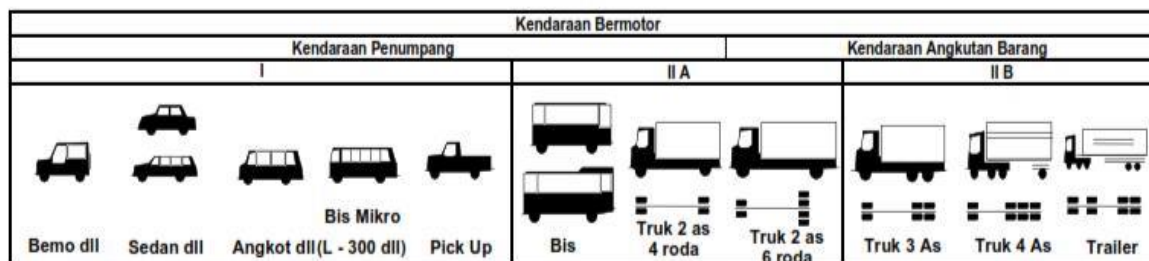 Kendaraan Bermotor
Kendaraan Penumpang
Kendaraan Angkutan Barang
I
II A
II B
Bemo dll
Sedan dll
Angkot dll
Bis Mikro
(L - 300 dll)
Pick Up
Bis
Truk 2 as
4 roda
Truk 2 as
6 roda
Truk 3 As
Truk 4 As
Trailer